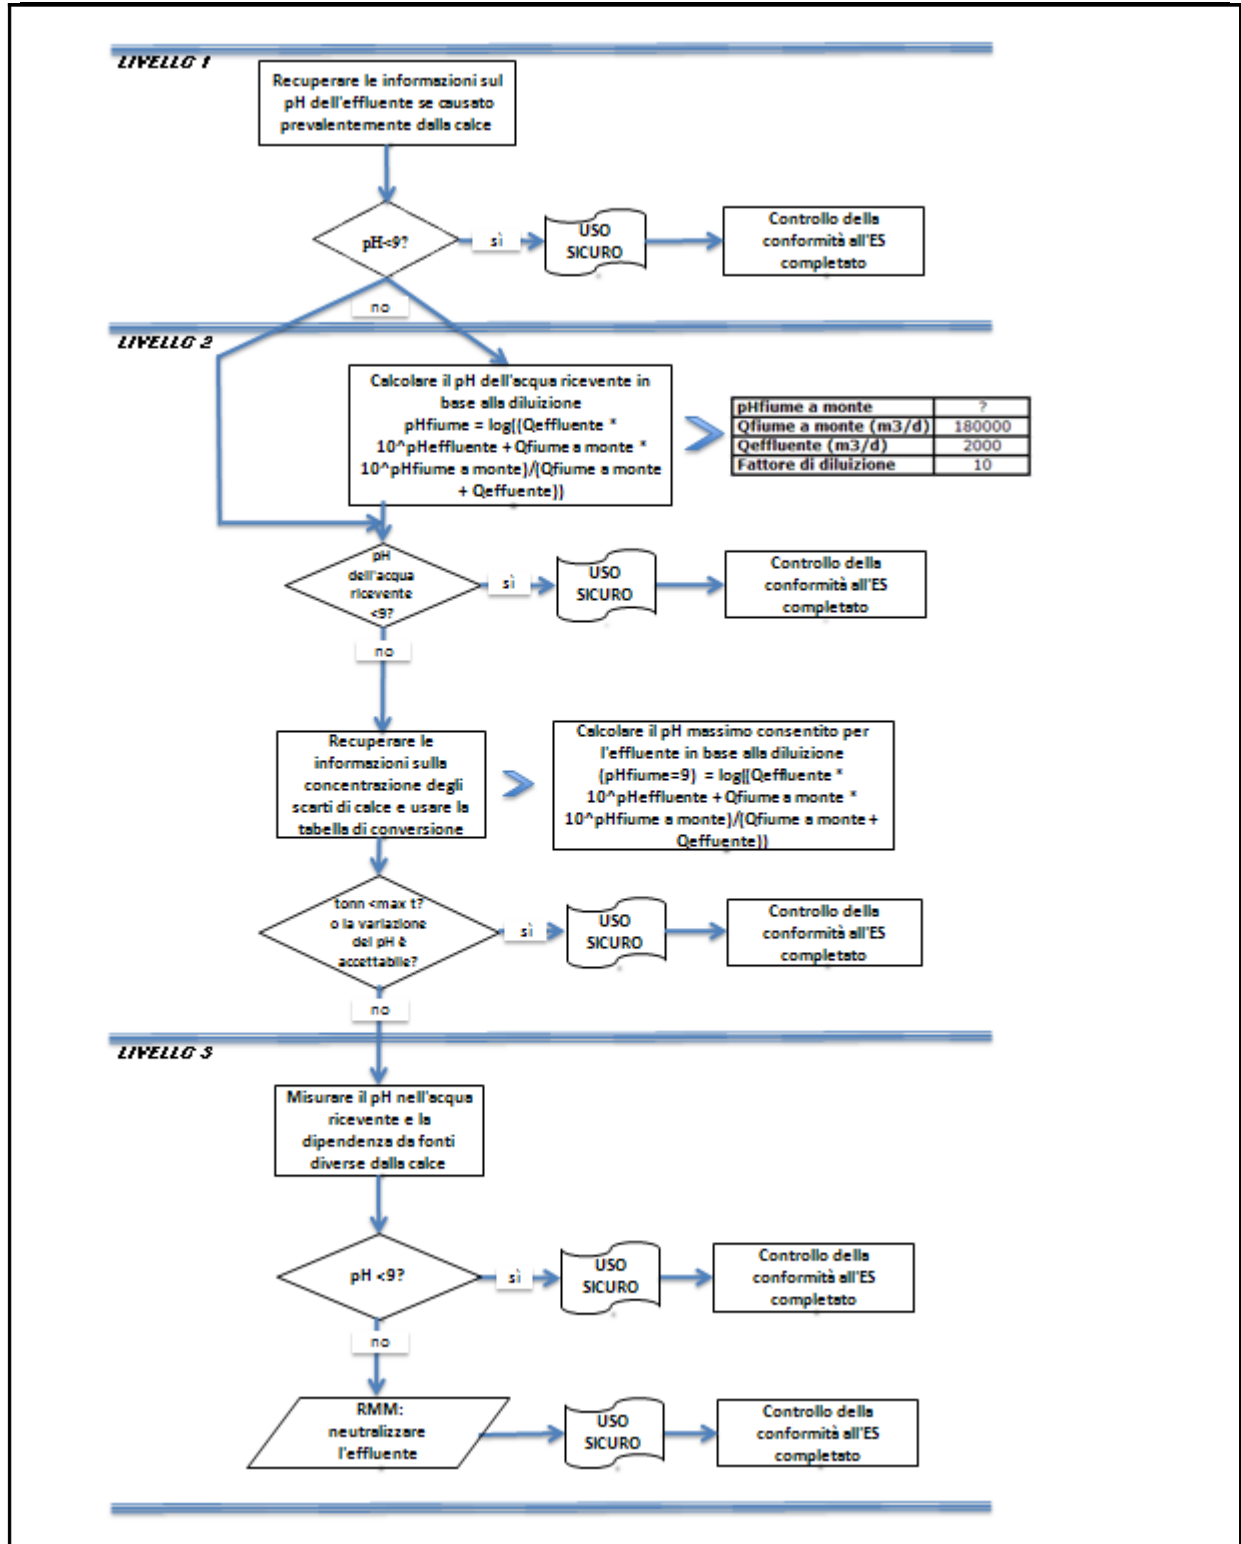 LIVELLO 1
Recuperare le informazioni sul
pH dell'effluente se causato
prevalentemente dalla calce
pH<9?
sì
USO
SICURO
Controllo della
conformità all'ES
completato
no
LIVELLO 2
Calcolare il pH dell'acqua ricevente in
base alla diluizione
pHfiume = log((Qeffluente *
10^pHeffluente + Qfiume a monte *
10^pHfiume a monte)/(Qfiume a monte
+ Qeffuente))
pHfiume a monte ?
Qfiume a monte (m3/d) 180000
Qeffluente (m3/d) 2000
Fattore di diluizione 10
pH
dell'acqua
ricevente
<9?
sì
USO
SICURO
Controllo della
conformità all'ES
completato
no
Recuperare le
informazioni sulla
concentrazione degli
scarti di calce e usare la
tabella di conversione
Calcolare il pH massimo consentito per
l'effluente in base alla diluizione
(pHfiume=9) = log((Qeffluente *
10^pHeffluente + Qfiume a monte *
10^pHfiume a monte)/(Qfiume a monte +
Qeffuente))
tonn <max t?
o la variazione
del pH è
accettabile?
sì
USO
SICURO
Controllo della
conformità all'ES
completato
no
LIVELLO 3
Misurare il pH nell'acqua
ricevente e la
dipendenza da fonti
diverse dalla calce
pH <9?
sì
USO
SICURO
Controllo della
conformità all'ES
completato
no
RMM:
neutralizzare
l'effluente
USO
SICURO
Controllo della
conformità all'ES
completato